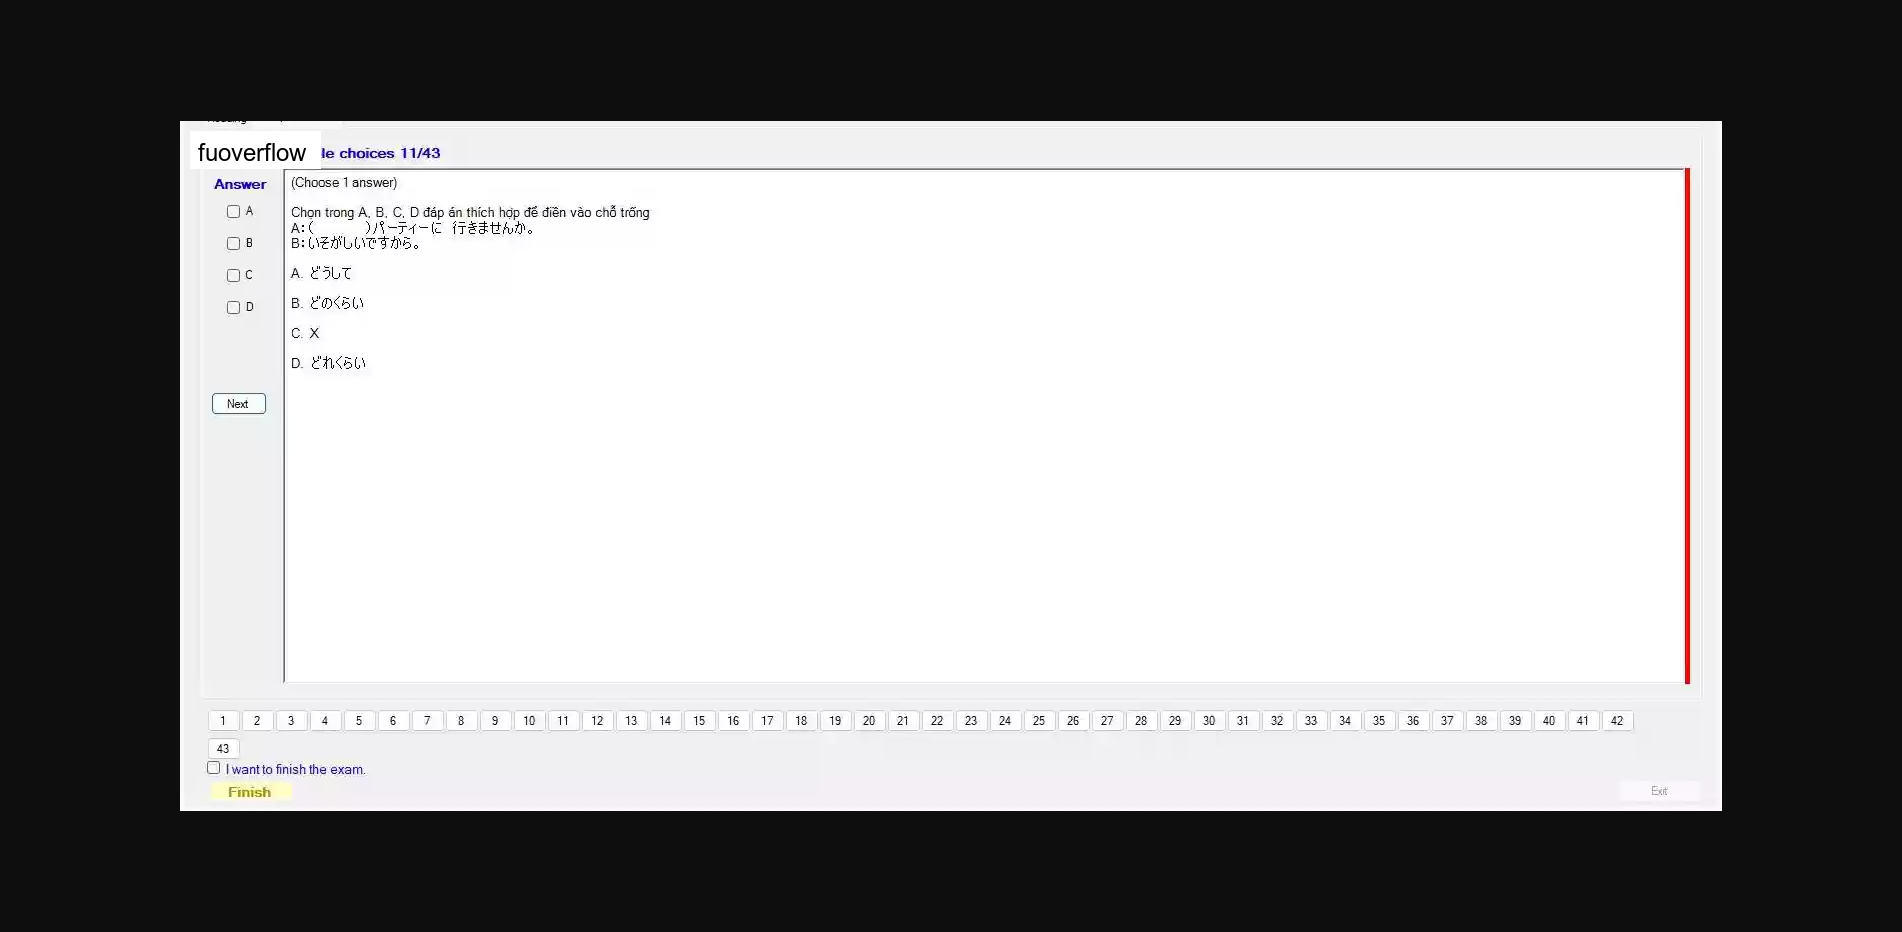 fuoverflow
le choices 11/43
Answer
(Choose 1 answer)
A
Chọn trong A, B, C, D đáp án thích hợp để điền vào chỗ trống
A:(　　　)パーティーに 行きませんか。
B
B:いそがしいですから。
C
A. どうして
D
B. どのくらい
C. X
D. どれくらい
Next
1 2 3 4 5 6 7 8 9 10 11 12 13 14 15 16 17 18 19 20 21 22 23 24 25 26 27 28 29 30 31 32 33 34 35 36 37 38 39 40 41 42
43
I want to finish the exam.
Finish
Exit